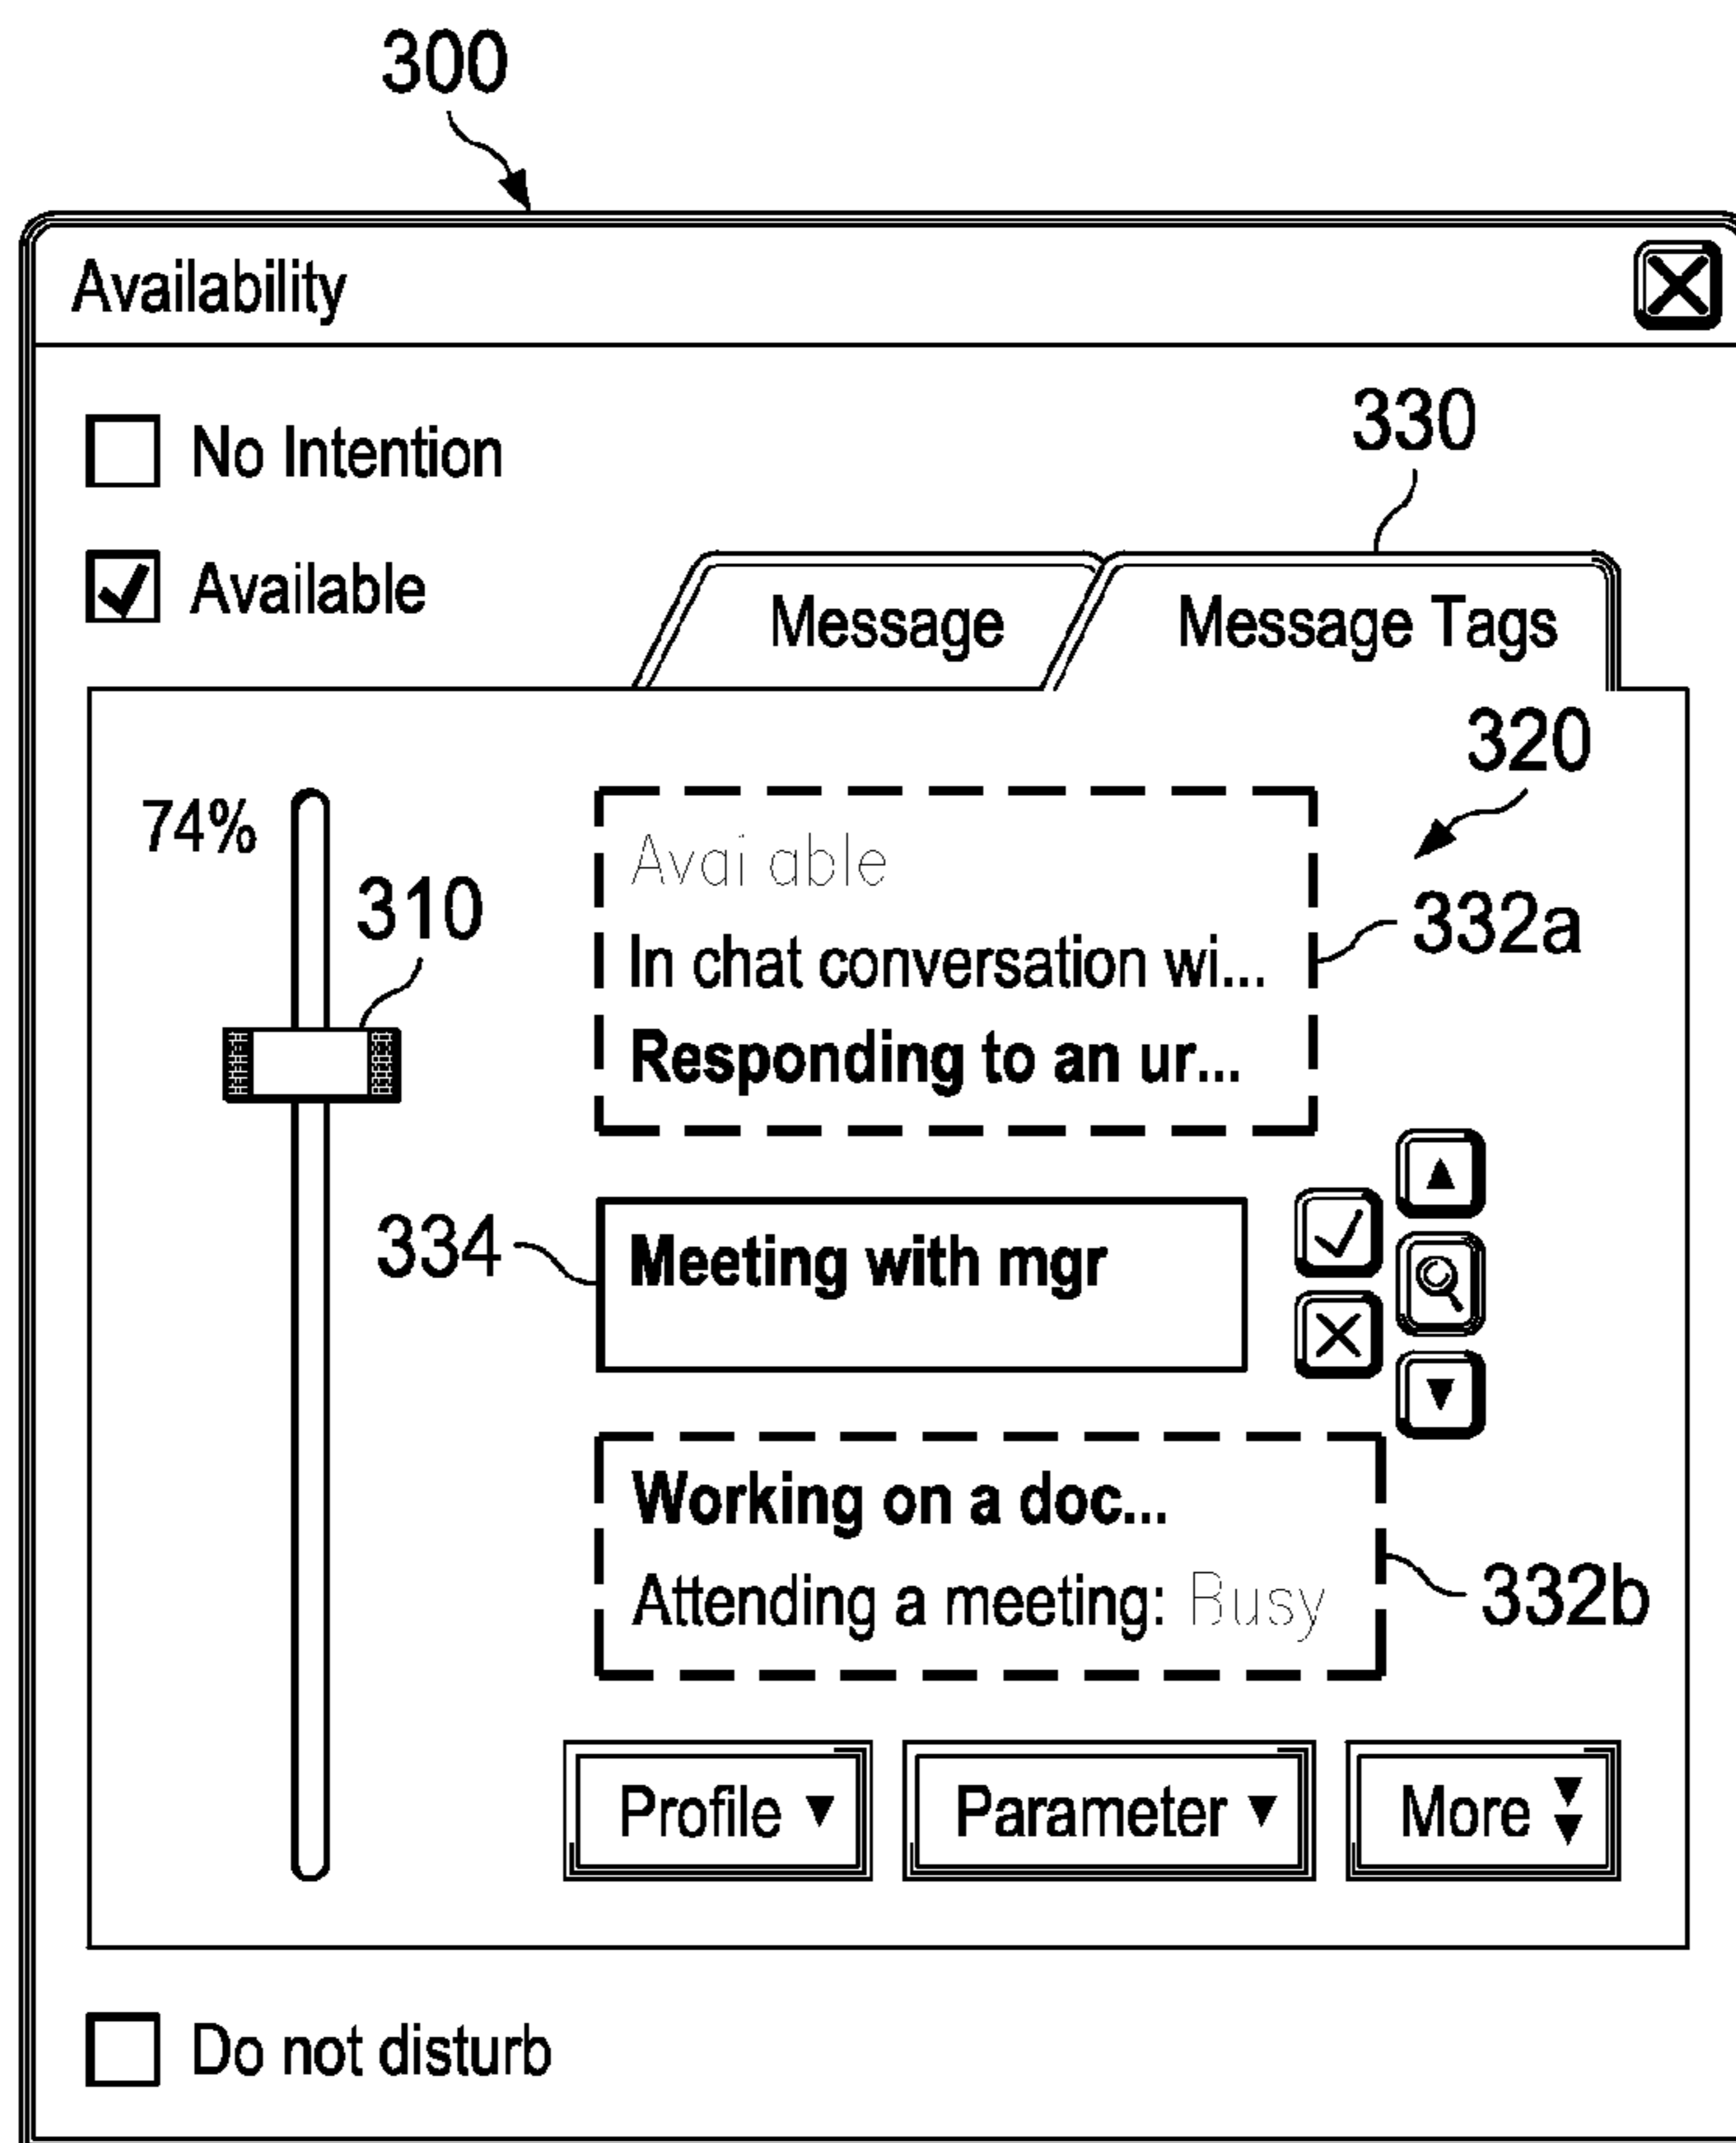 300
Availability
No Intention
330
Available
Message
Message Tags
320
74%
Avai able
310
332a
In chat conversation wi...
Responding to an ur...
334
Meeting with mgr
Working on a doc...
Attending a meeting: Busy
332b
Profile
Parameter
More
Do not disturb